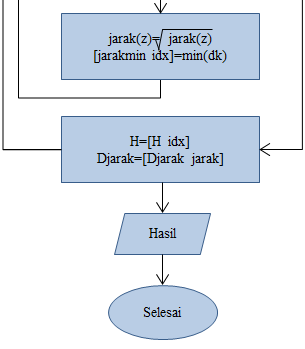 jarak(z)=√jarak(z)
[jarakmin idx]=min(dk)
H=[H idx]
Djarak=[Djarak jarak]
Hasil
Selesai